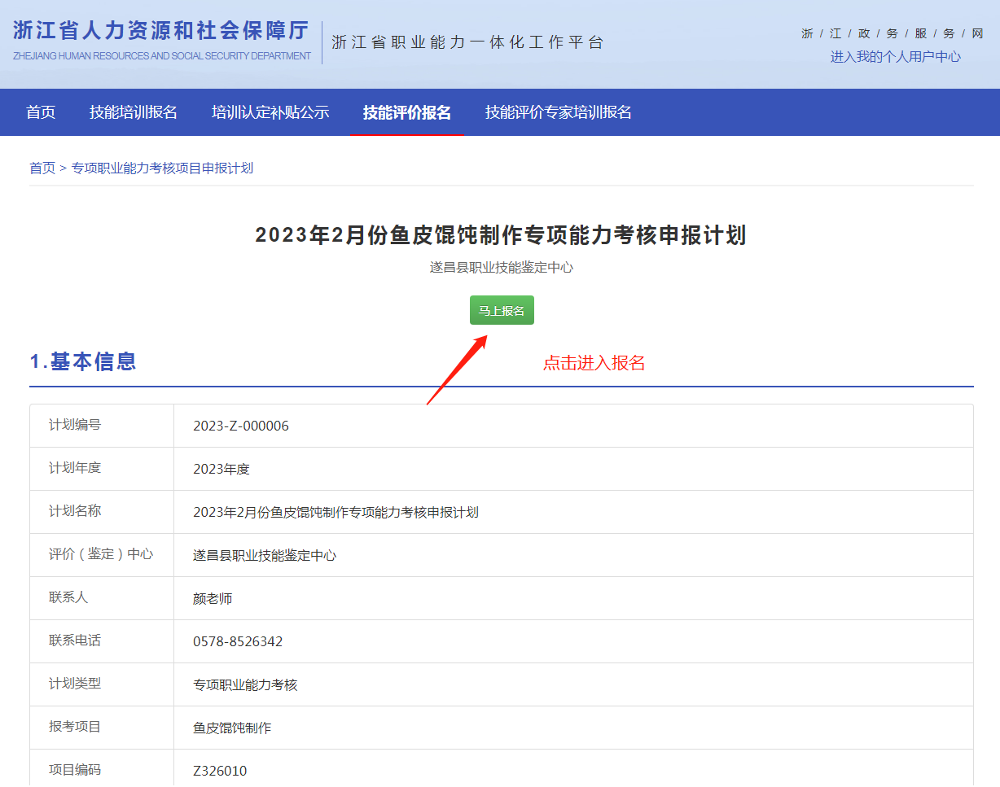 浙江省人力资源和社会保障厅
ZHEJIANG HUMAN RESOURCES AND SOCIAL SECURITY DEPARTMENT
浙江省职业能力一体化工作平台
浙 / 江 / 政 / 务 / 服 / 务 / 网
进入我的个人用户中心
首页 技能培训报名 培训认定补贴公示 技能评价报名 技能评价专家培训报名
首页 > 专项职业能力考核项目申报计划
2023年2月份鱼皮馄饨制作专项能力考核申报计划
遂昌县职业技能鉴定中心
马上报名
1.基本信息
点击进入报名
计划编号 2023-Z-000006
计划年度 2023年度
计划名称 2023年2月份鱼皮馄饨制作专项能力考核申报计划
评价（鉴定）中心 遂昌县职业技能鉴定中心
联系人 颜老师
联系电话 0578-8526342
计划类型 专项职业能力考核
报考项目 鱼皮馄饨制作
项目编码 Z326010